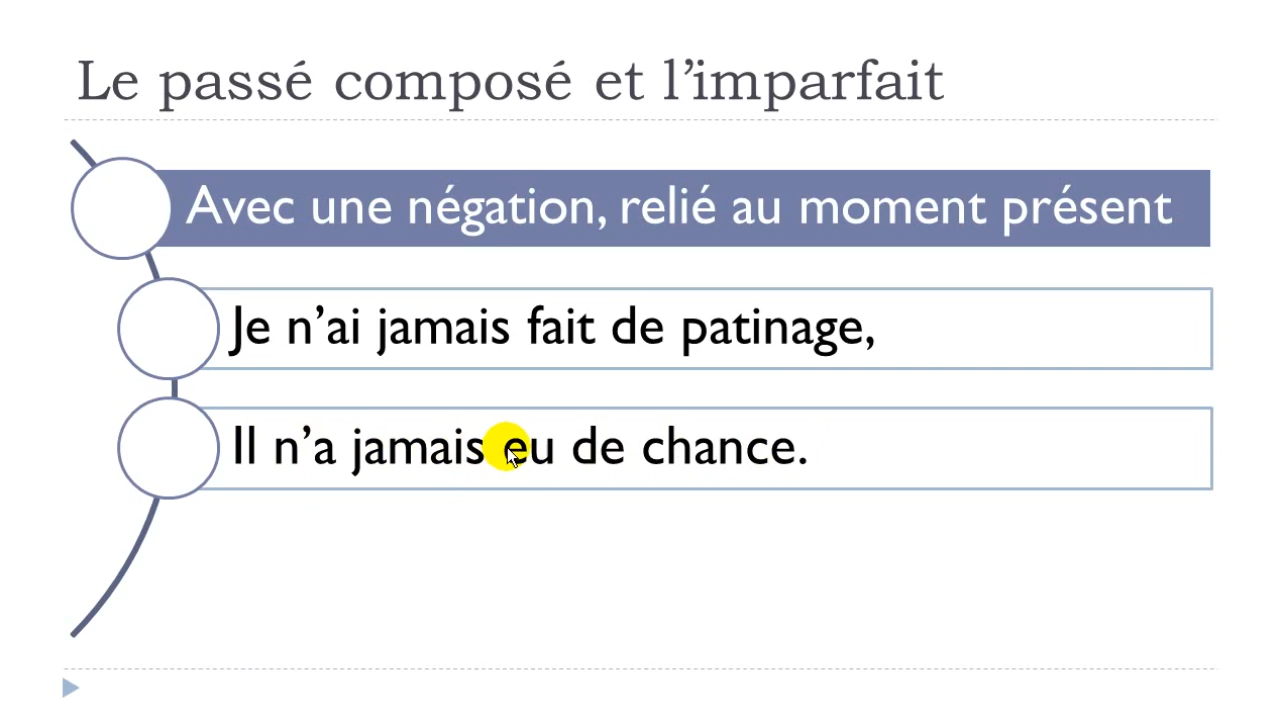 Le passé composé et l’imparfait
Avec une négation, relié au moment présent
Je n’ai jamais fait de patinage,
Il n’a jamais eu de chance.